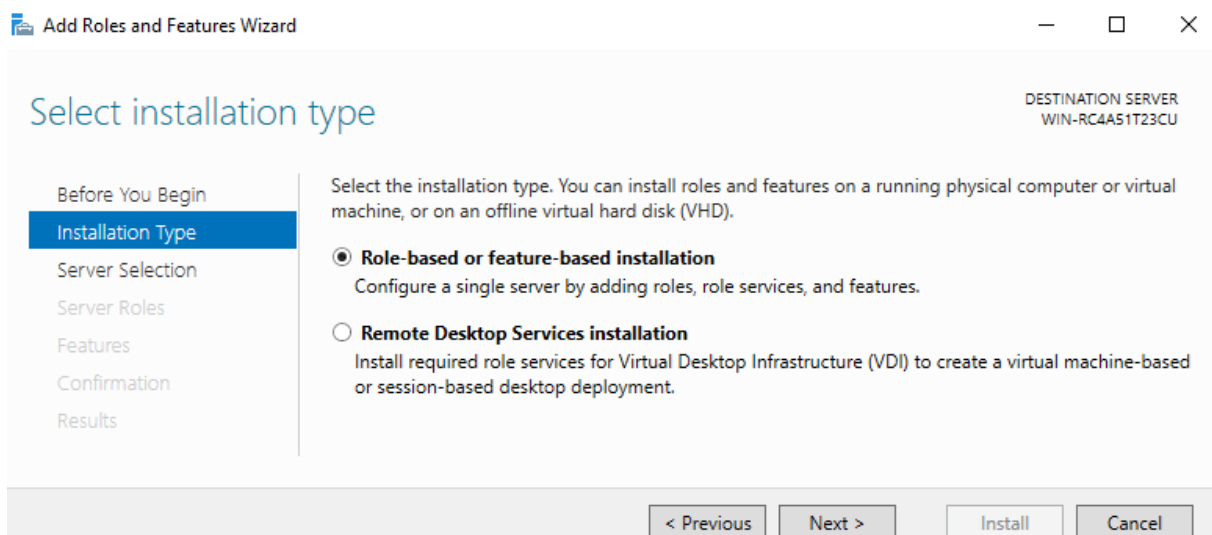 Add Roles and Features Wizard
Select installation type
DESTINATION SERVER
WIN-RC4A51T23CU
Before You Begin
Installation Type
Server Selection
Server Roles
Features
Confirmation
Results
Select the installation type. You can install roles and features on a running physical computer or virtual
machine, or on an offline virtual hard disk (VHD).
Role-based or feature-based installation
Configure a single server by adding roles, role services, and features.
Remote Desktop Services installation
Install required role services for Virtual Desktop Infrastructure (VDI) to create a virtual machine-based
or session-based desktop deployment.
< Previous
Next >
Install
Cancel